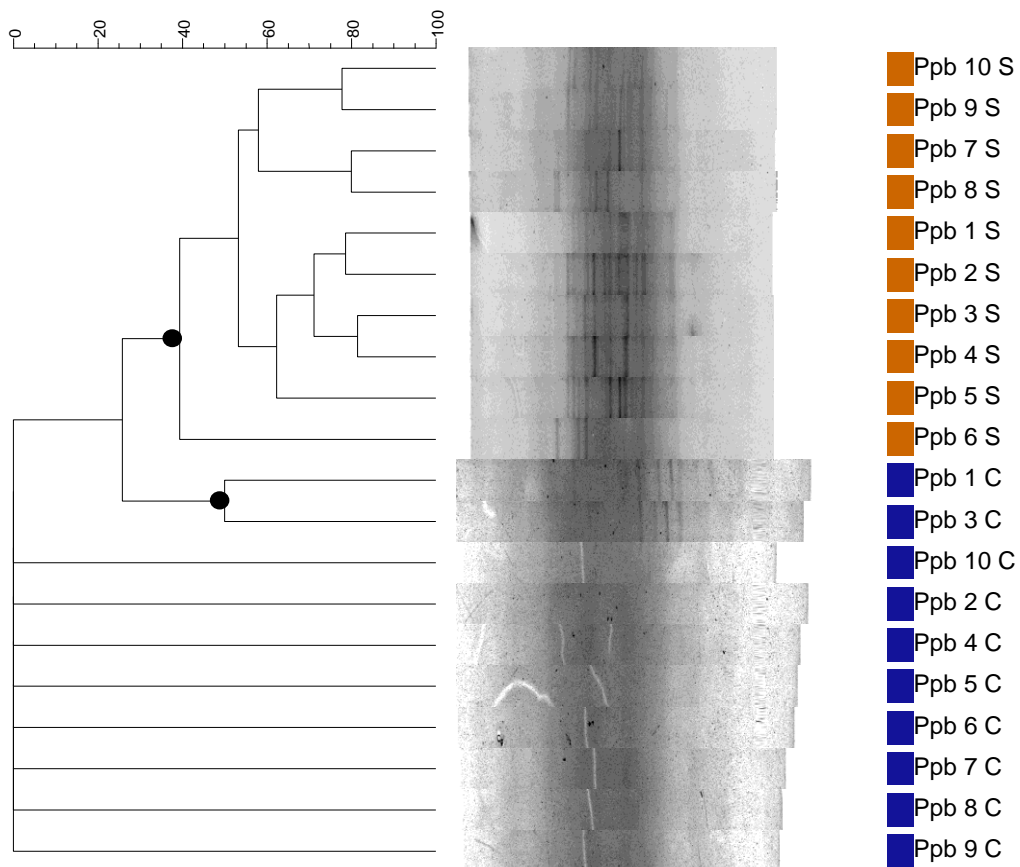 0 20 40 60 80 100
Ppb 10 S
Ppb 9 S
Ppb 7 S
Ppb 8 S
Ppb 1 S
Ppb 2 S
Ppb 3 S
Ppb 4 S
Ppb 5 S
Ppb 6 S
Ppb 1 C
Ppb 3 C
Ppb 10 C
Ppb 2 C
Ppb 4 C
Ppb 5 C
Ppb 6 C
Ppb 7 C
Ppb 8 C
Ppb 9 C